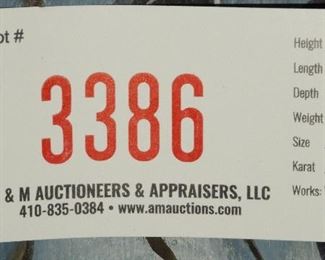 ot #
3386
& M AUCTIONEERS & APPRAISERS, LLC
410-835-0384 • www.amauctions.com
Height
Length
Depth
Weight
Size
Karat
Works: